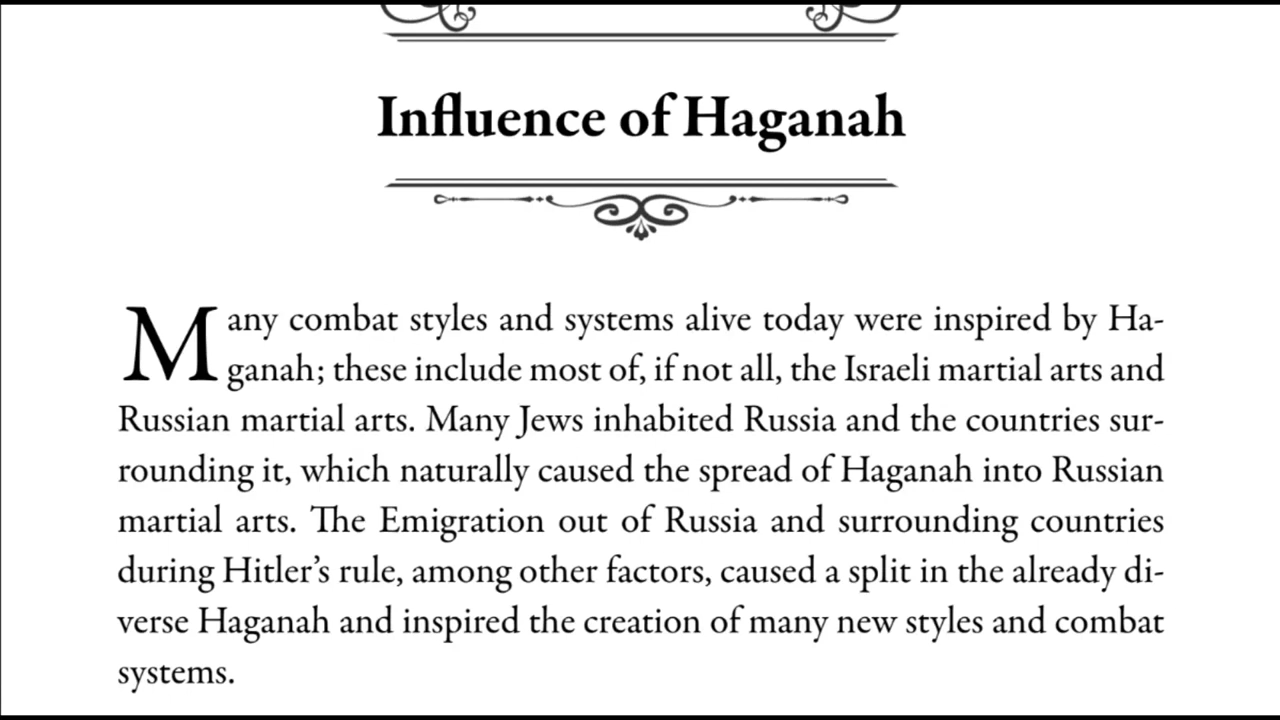 Influence of Haganah
Many combat styles and systems alive today were inspired by Ha-
ganah; these include most of, if not all, the Israeli martial arts and
Russian martial arts. Many Jews inhabited Russia and the countries sur-
rounding it, which naturally caused the spread of Haganah into Russian
martial arts. The Emigration out of Russia and surrounding countries
during Hitler’s rule, among other factors, caused a split in the already di-
verse Haganah and inspired the creation of many new styles and combat
systems.